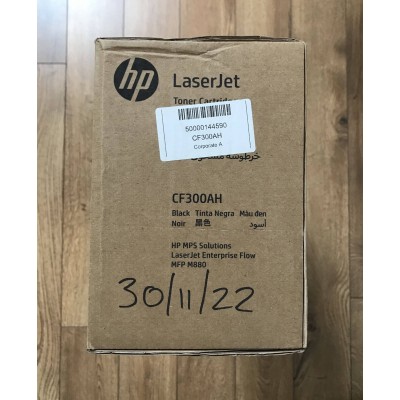 hp
LaserJet
Toner Cartridge
50000144590
CF300AH
Corporate A
CF300AH
Black Tinta Negra Màu đen
Noir 黑色 أسود
HP MPS Solutions
LaserJet Enterprise Flow
MFP M880
30/11/22